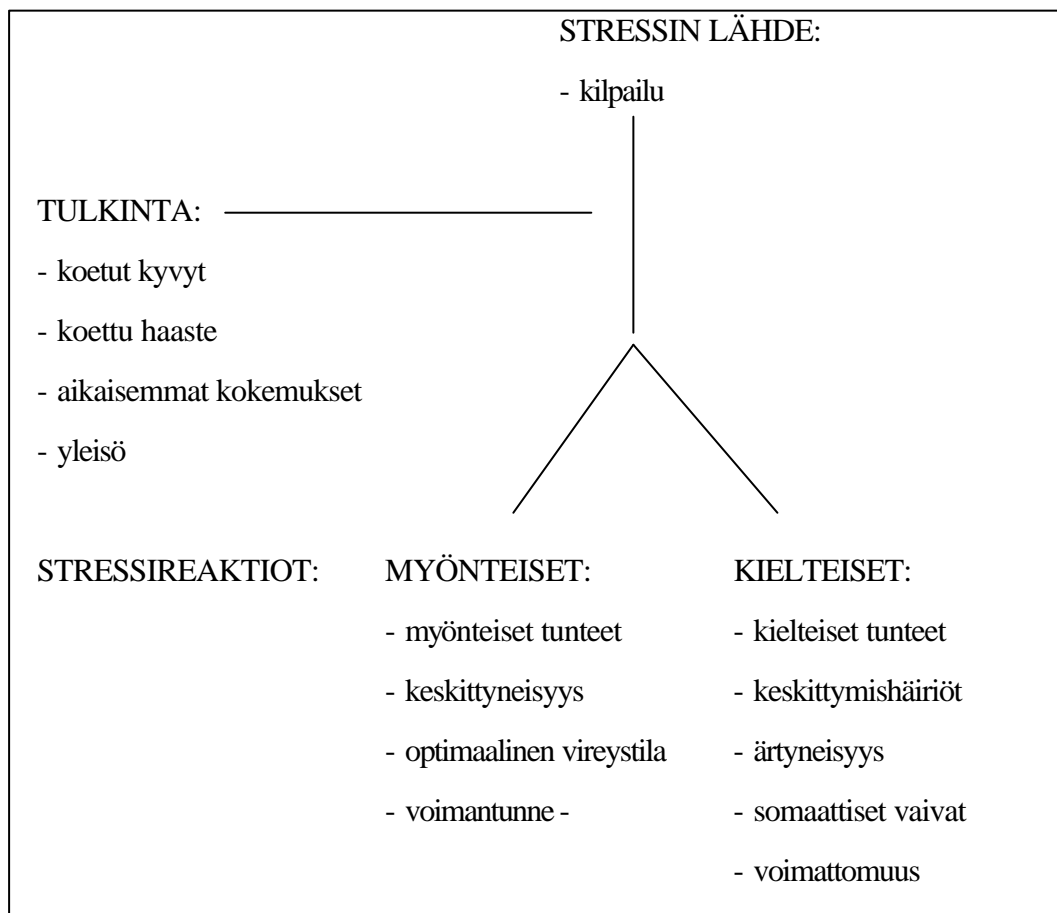 STRESSIN LÄHDE:
- kilpailu
TULKINTA:
- koetut kyvyt
- koettu haaste
- aikaisemmat kokemukset
- yleisö
STRESSIREAKTIOT:
MYÖNTEISET:
- myönteiset tunteet
- keskittyneisyys
- optimaalinen vireystila
- voimantunne -
KIELTEISET:
- kielteiset tunteet
- keskittymishäiriöt
- ärtyneisyys
- somaattiset vaivat
- voimattomuus